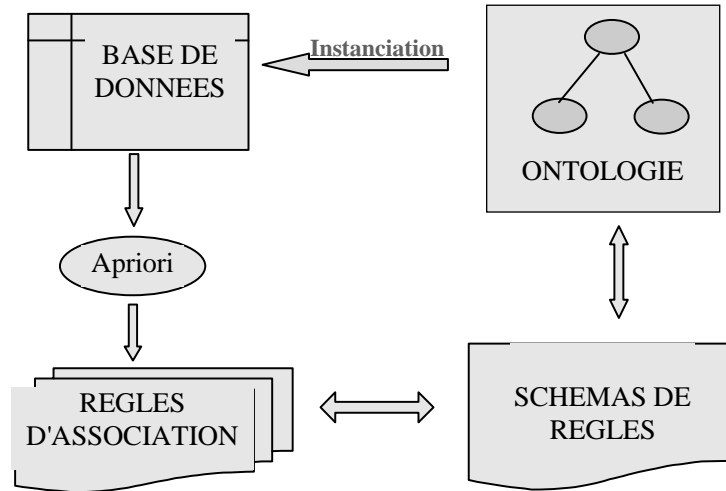 BASE DE
DONNEES
Instanciation
ONTOLOGIE
Apriori
REGLES
D'ASSOCIATION
SCHEMAS DE
REGLES